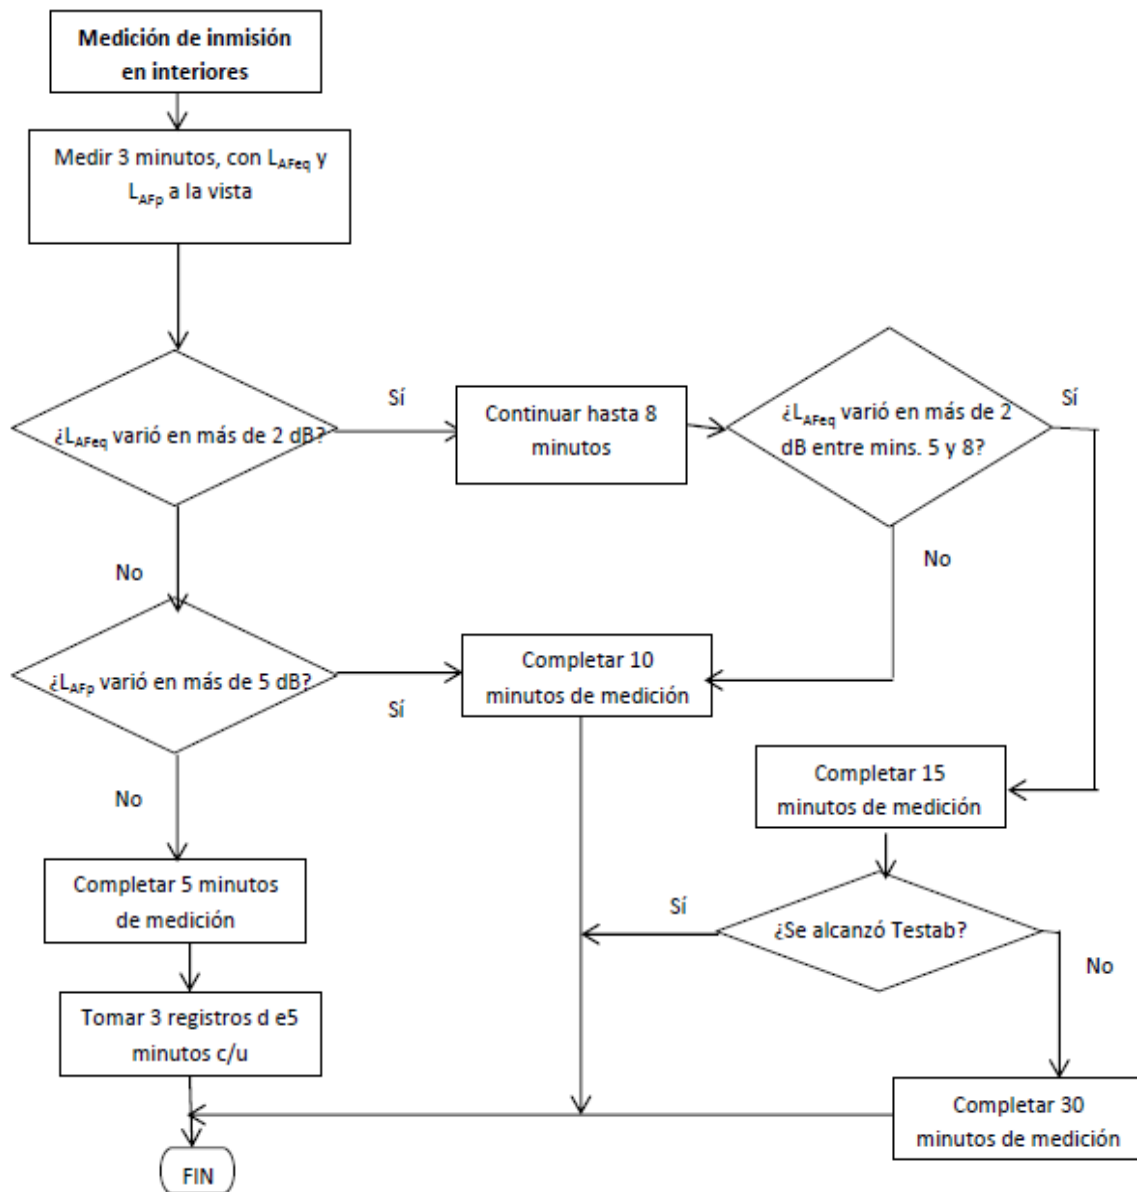 Medición de inmisión
en interiores
Medir 3 minutos, con LAFeq y
LAFp a la vista
¿LAFeq varió en más de 2 dB?
Sí
Continuar hasta 8
minutos
¿LAFeq varió en más de 2
dB entre mins. 5 y 8?
Sí
No
No
¿LAFp varió en más de 5 dB?
Sí
Completar 10
minutos de medición
Completar 15
minutos de medición
No
Completar 5 minutos
de medición
Sí
¿Se alcanzó Testab?
No
Tomar 3 registros d e5
minutos c/u
Completar 30
minutos de medición
FIN